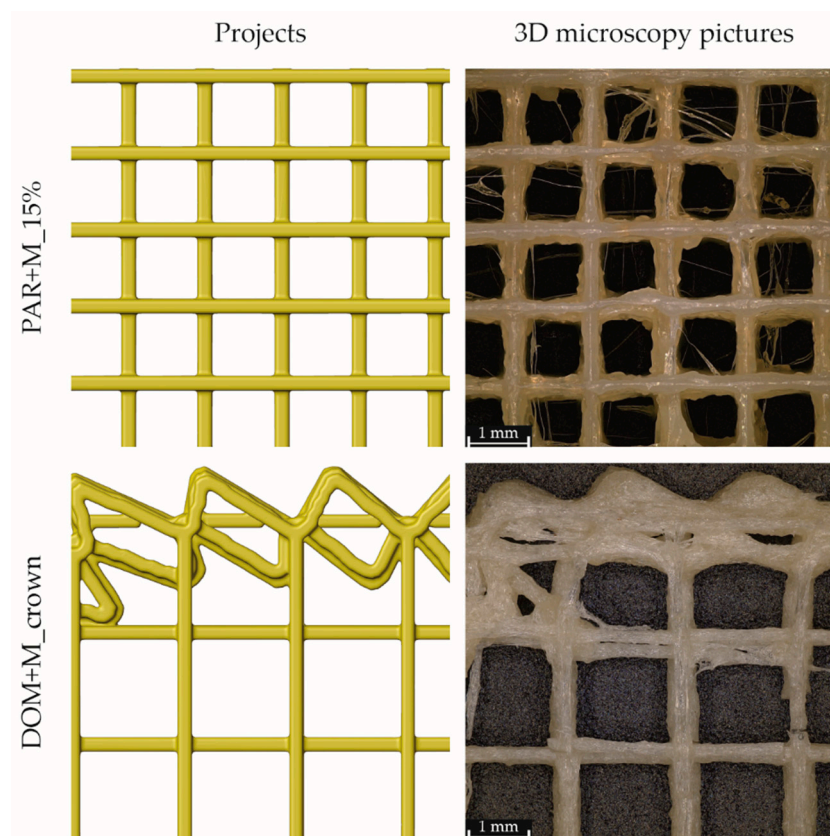 Projects
3D microscopy pictures
PAR+M_15%
1 mm
DOM+M_crown
1 mm